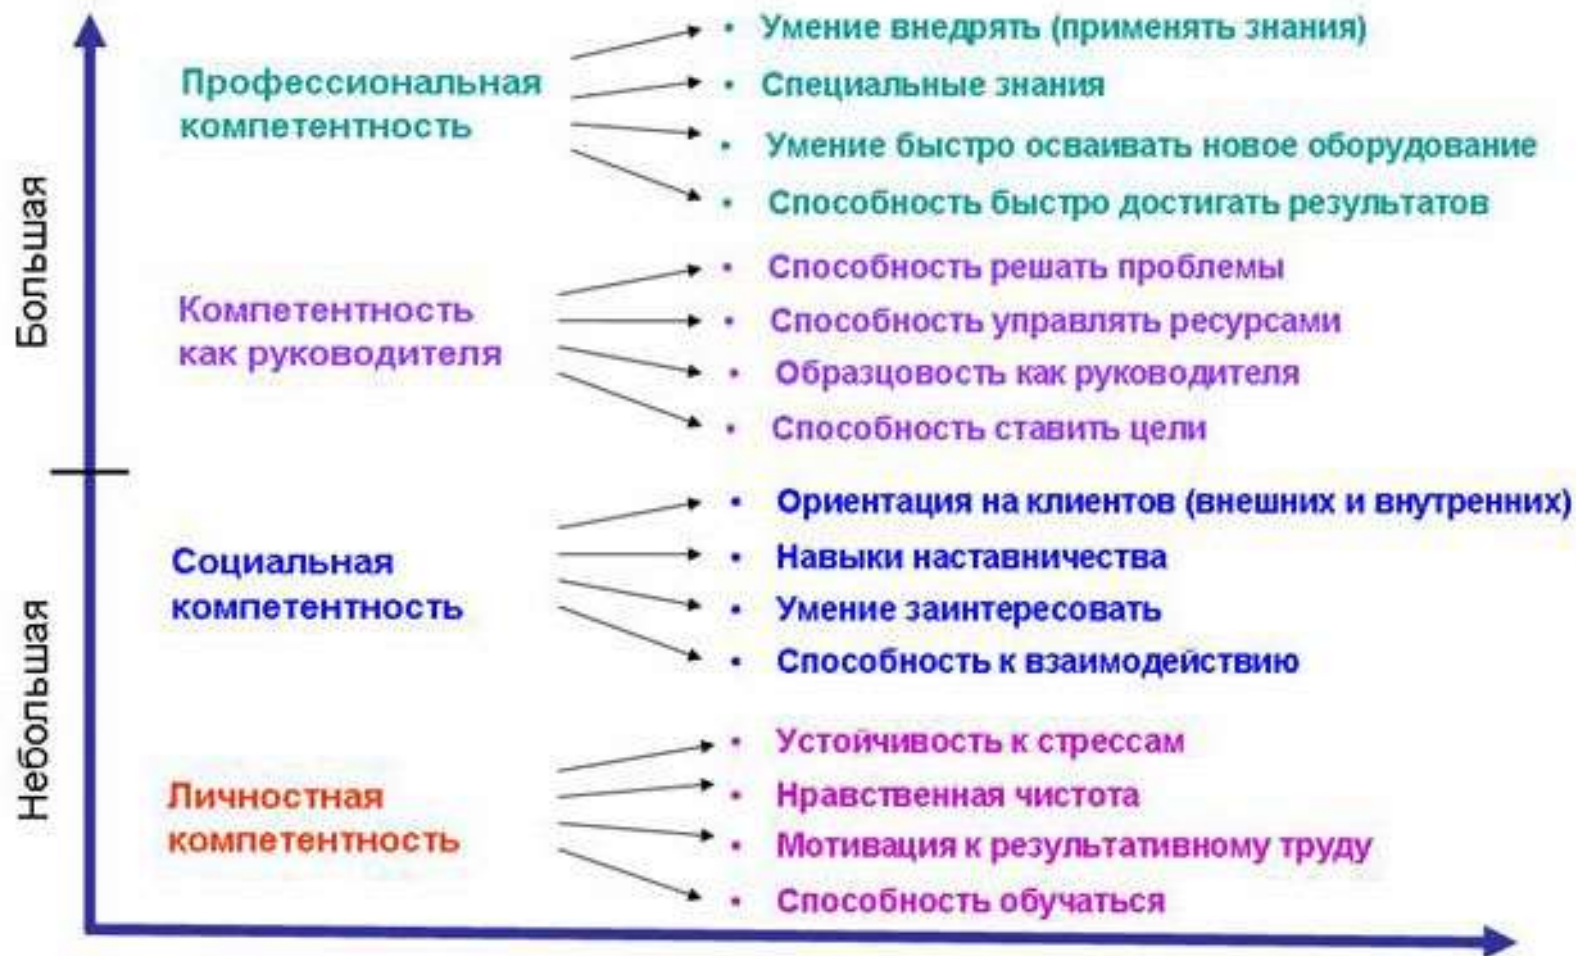 Большая
Небольшая
Профессиональная
компетентность
• Умение внедрять (применять знания)
• Специальные знания
• Умение быстро осваивать новое оборудование
• Способность быстро достигать результатов
Компетентность
как руководителя
• Способность решать проблемы
• Способность управлять ресурсами
• Образцовость как руководителя
• Способность ставить цели
Социальная
компетентность
• Ориентация на клиентов (внешних и внутренних)
• Навыки наставничества
• Умение заинтересовать
• Способность к взаимодействию
Личностная
компетентность
• Устойчивость к стрессам
• Нравственная чистота
• Мотивация к результативному труду
• Способность обучаться